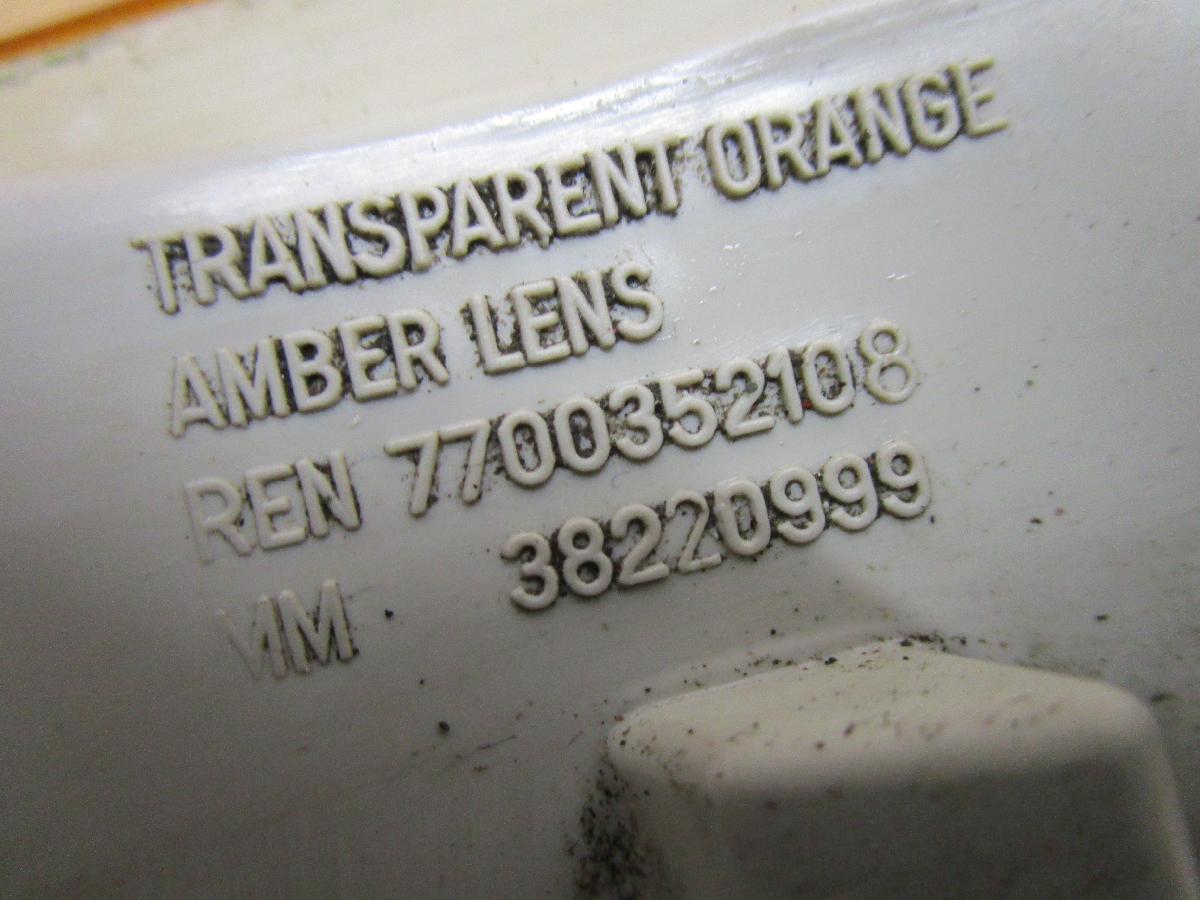 TRANSPARENT ORANGE
AMBER LENS
REN 7700352108
MM 38220999